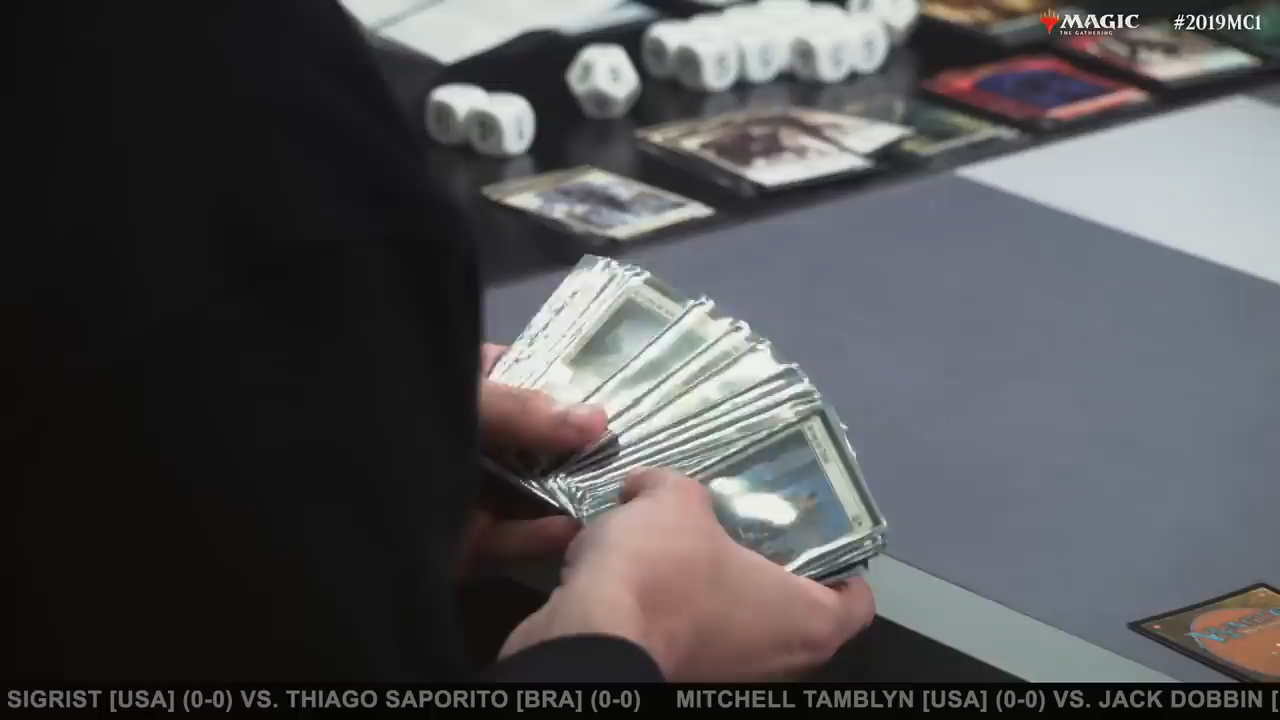 MAGIC
THE GATHERING
#2019MC1
SIGRIST [USA] (0-0) VS. THIAGO SAPORITO [BRA] (0-0) MITCHELL TAMBLYN [USA] (0-0) VS. JACK DOBBIN [